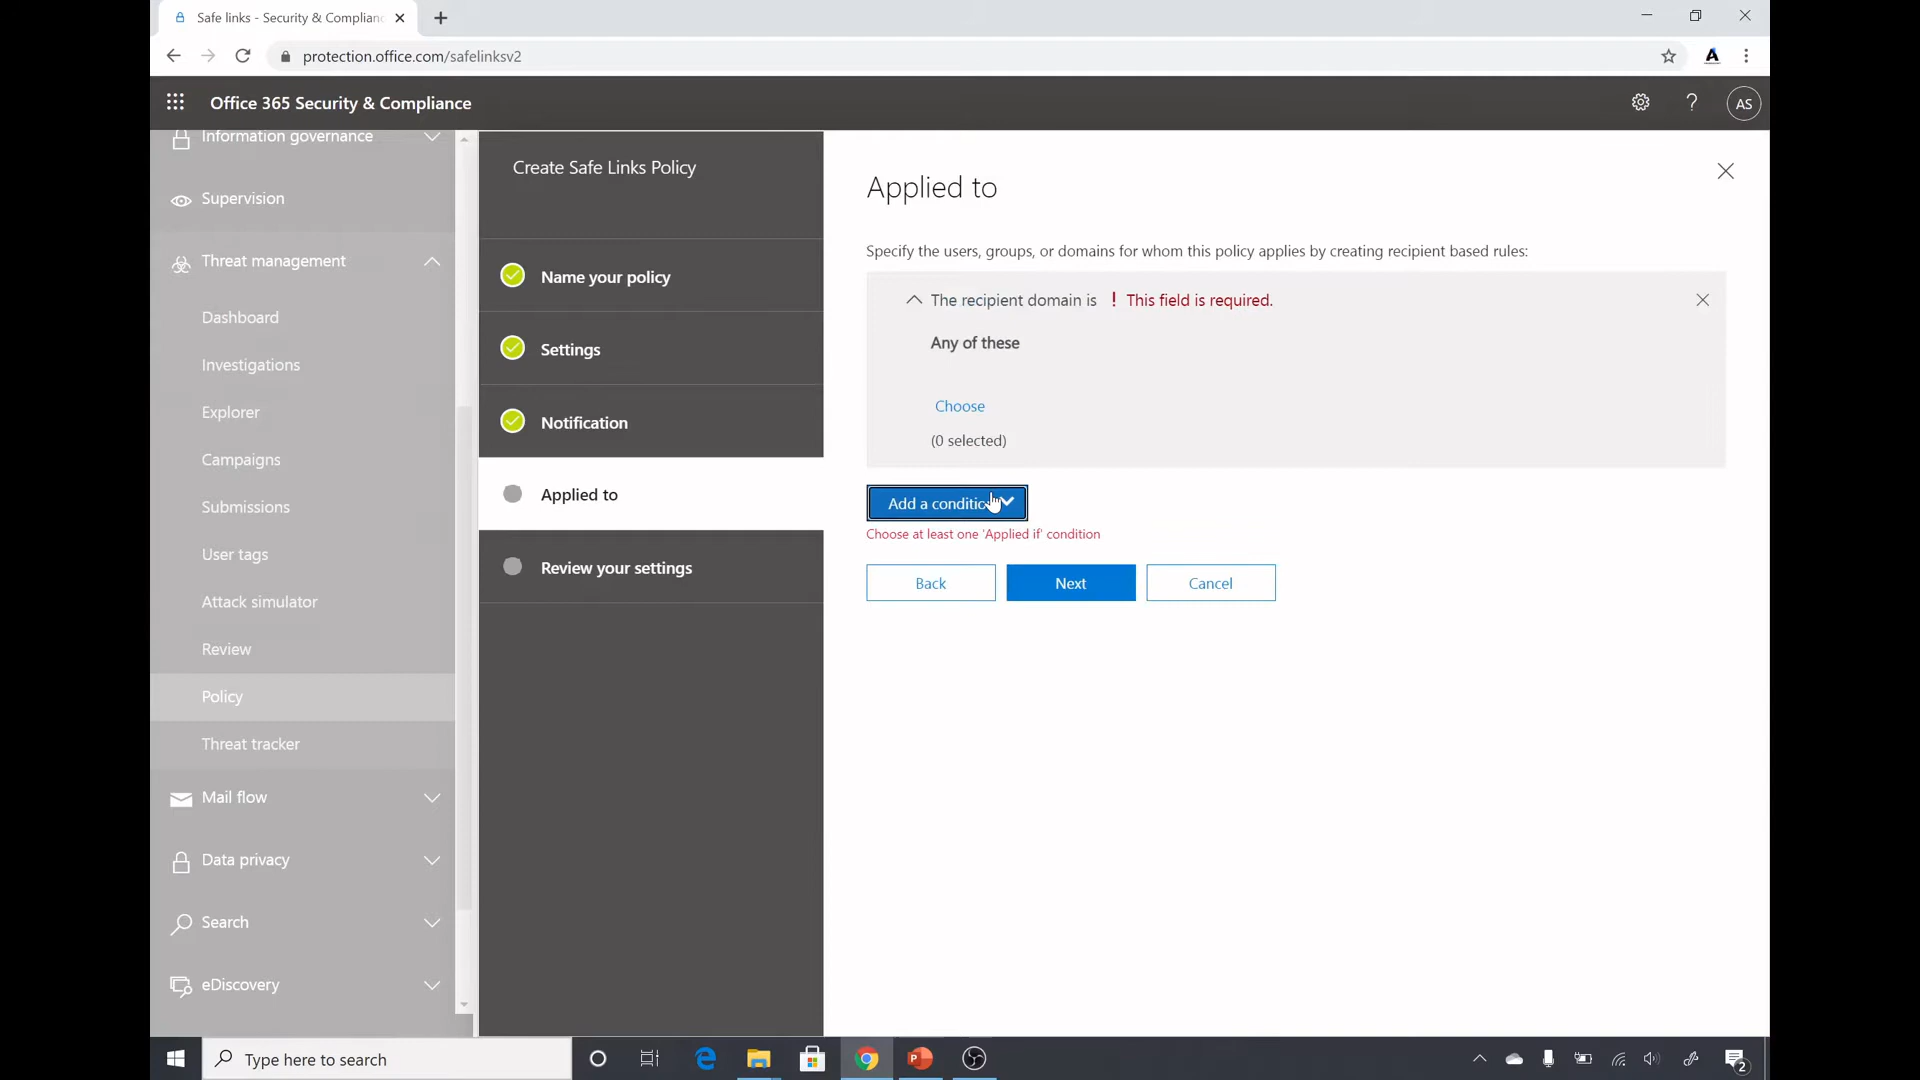 Safe links - Security & Complianc
protection.office.com/safelinksv2
Office 365 Security & Compliance
AS
Information governance
Supervision
Threat management
Dashboard
Investigations
Explorer
Campaigns
Submissions
User tags
Attack simulator
Review
Policy
Threat tracker
Mail flow
Data privacy
Search
eDiscovery
Create Safe Links Policy
Name your policy
Settings
Notification
Applied to
Review your settings
Applied to
Specify the users, groups, or domains for whom this policy applies by creating recipient based rules:
The recipient domain is ! This field is required.
Any of these
Choose
(0 selected)
Add a conditio
Choose at least one 'Applied if' condition
Back Next Cancel
Type here to search
2